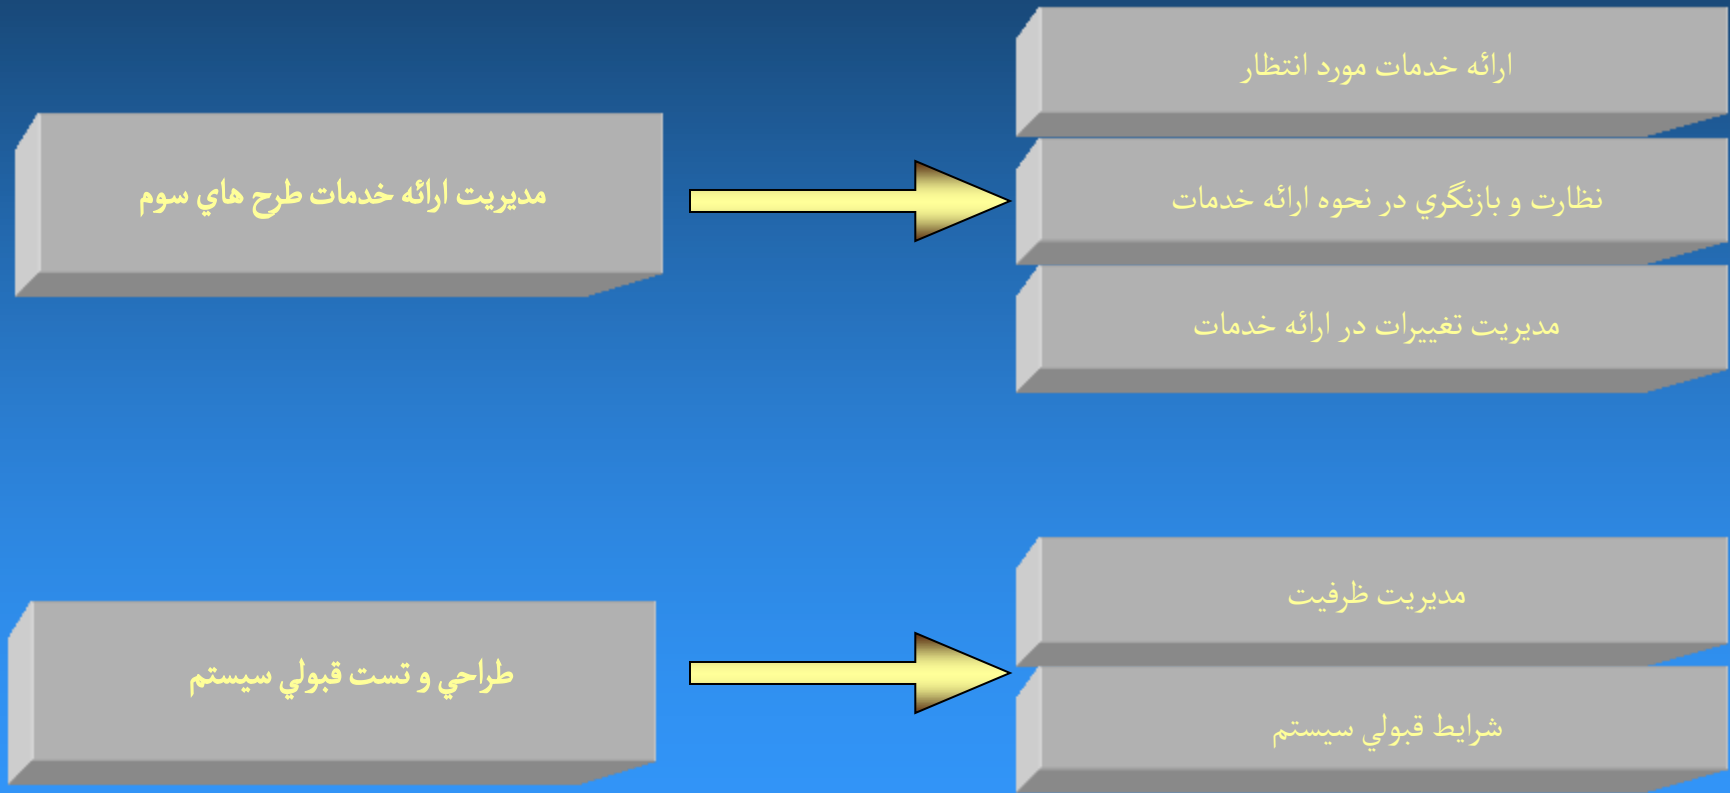 مديريت ارائه خدمات طرح هاي سوم
ارائه خدمات مورد انتظار
نظارت و بازنگري در نحوه ارائه خدمات
مديريت تغييرات در ارائه خدمات
طراحي و تست قبولي سيستم
مديريت ظرفيت
شرايط قبولي سيستم